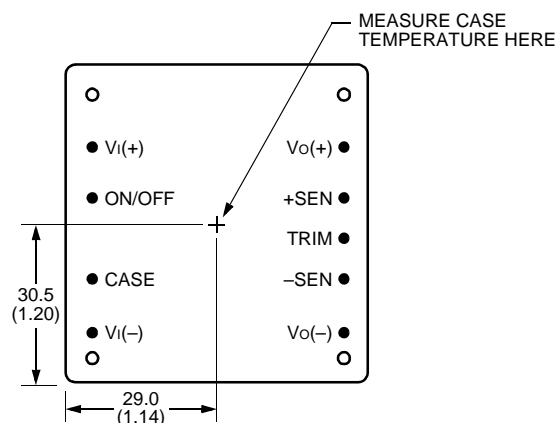 MEASURE CASE
TEMPERATURE HERE
VI(+)
VO(+)
ON/OFF
+SEN
TRIM
CASE
–SEN
30.5
(1.20)
VI(–)
VO(–)
29.0
(1.14)